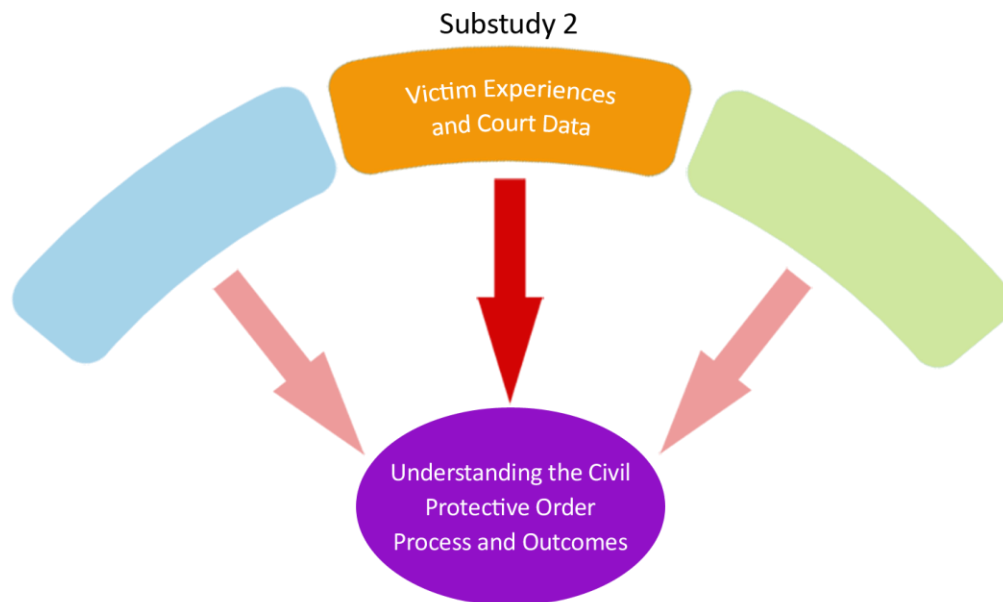 Substudy 2
Victim Experiences
and Court Data
Understanding the Civil
Protective Order
Process and Outcomes